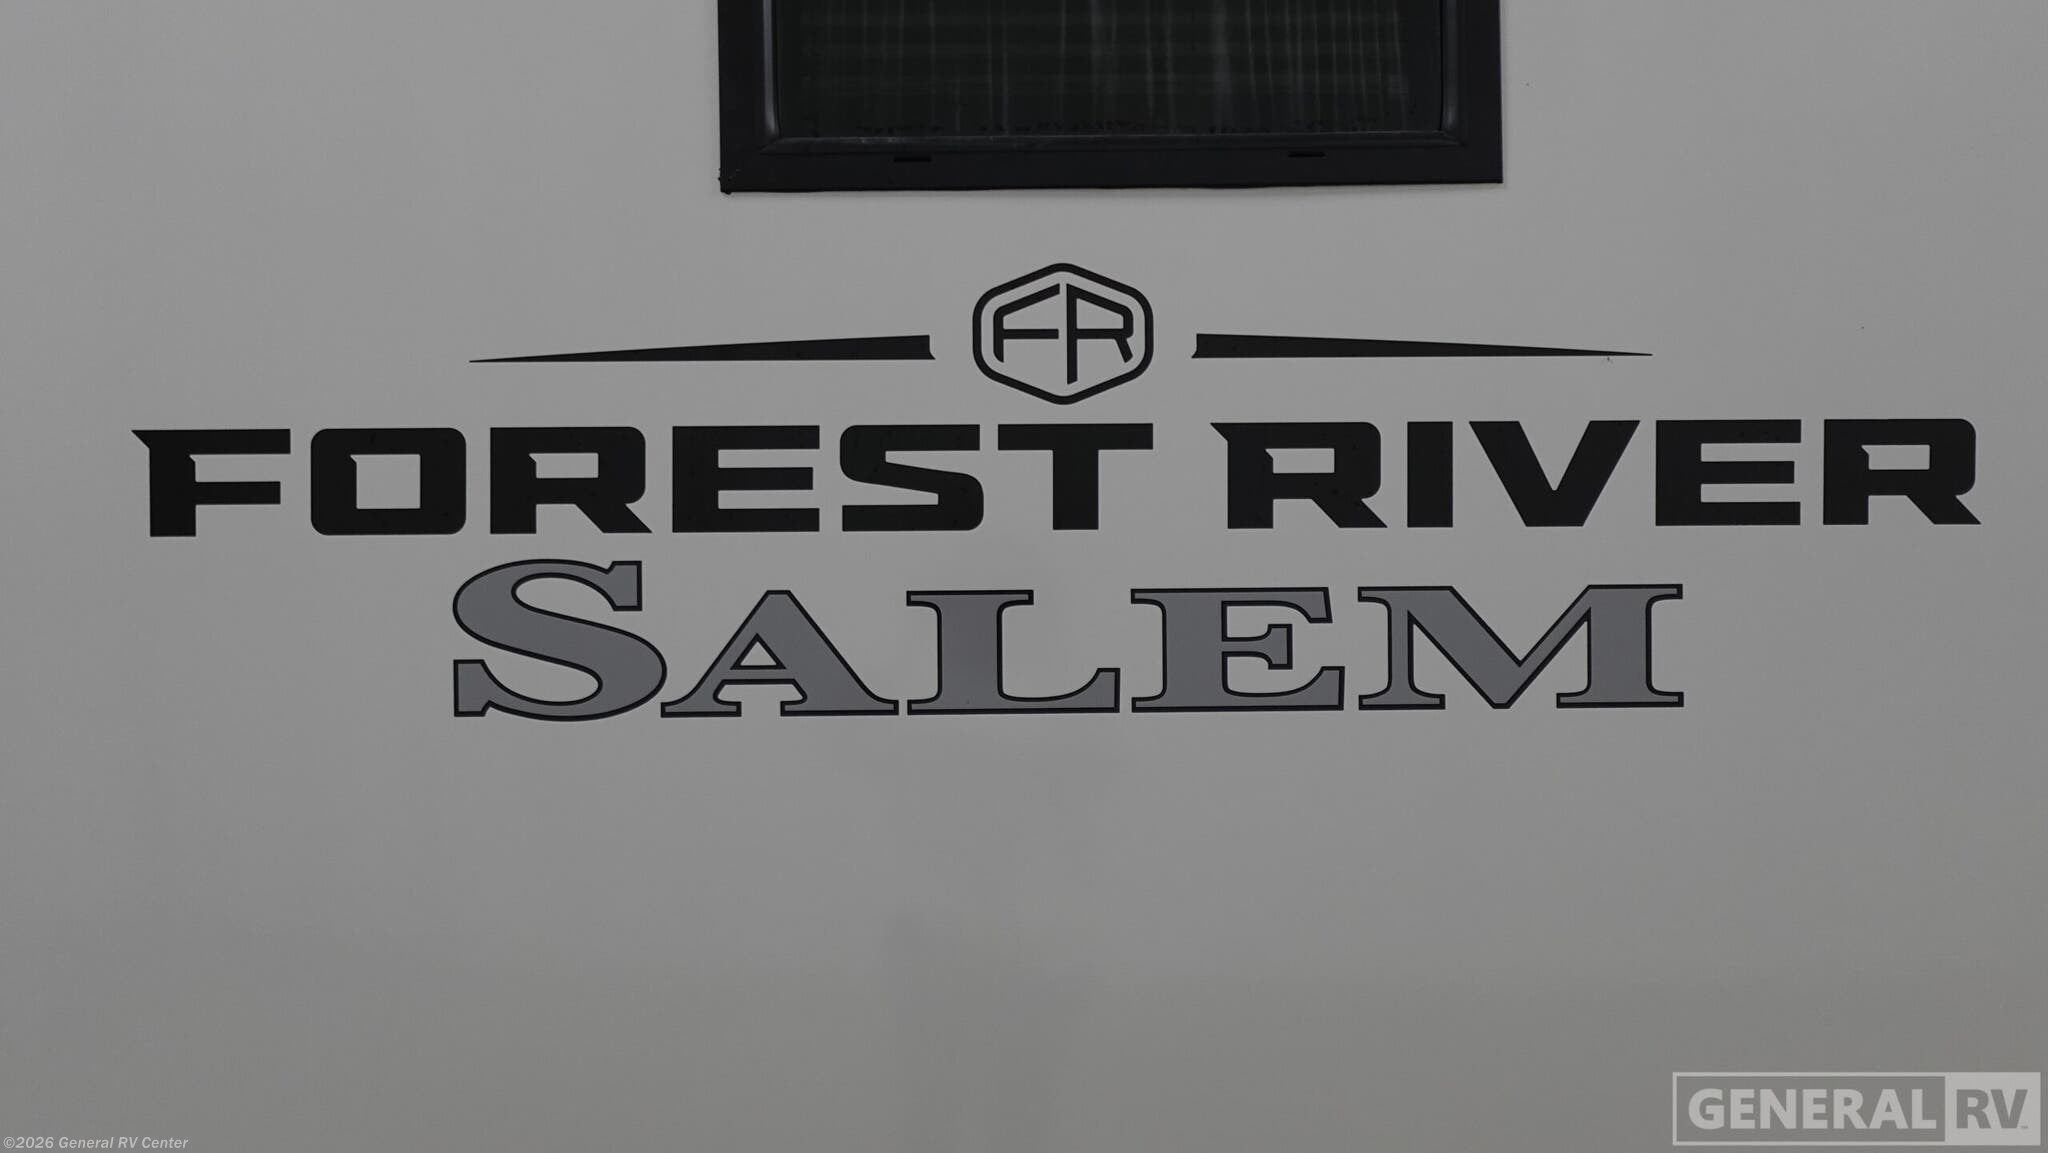 FR
FOREST RIVER
SALEM
GENERAL RV
©2026 General RV Center